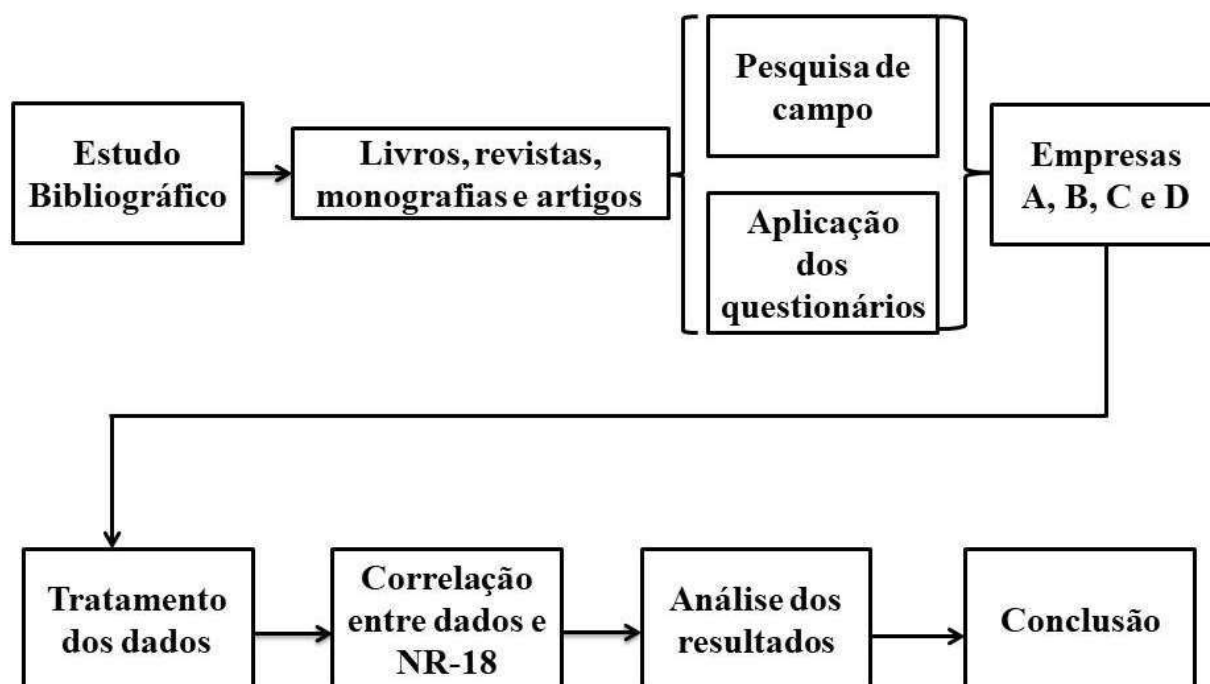 Estudo
Bibliográfico
Livros, revistas,
monografias e artigos
Pesquisa de
campo
Aplicação
dos
questionários
Empresas
A, B, C e D
Tratamento
dos dados
Correlação
entre dados e
NR-18
Análise dos
resultados
Conclusão